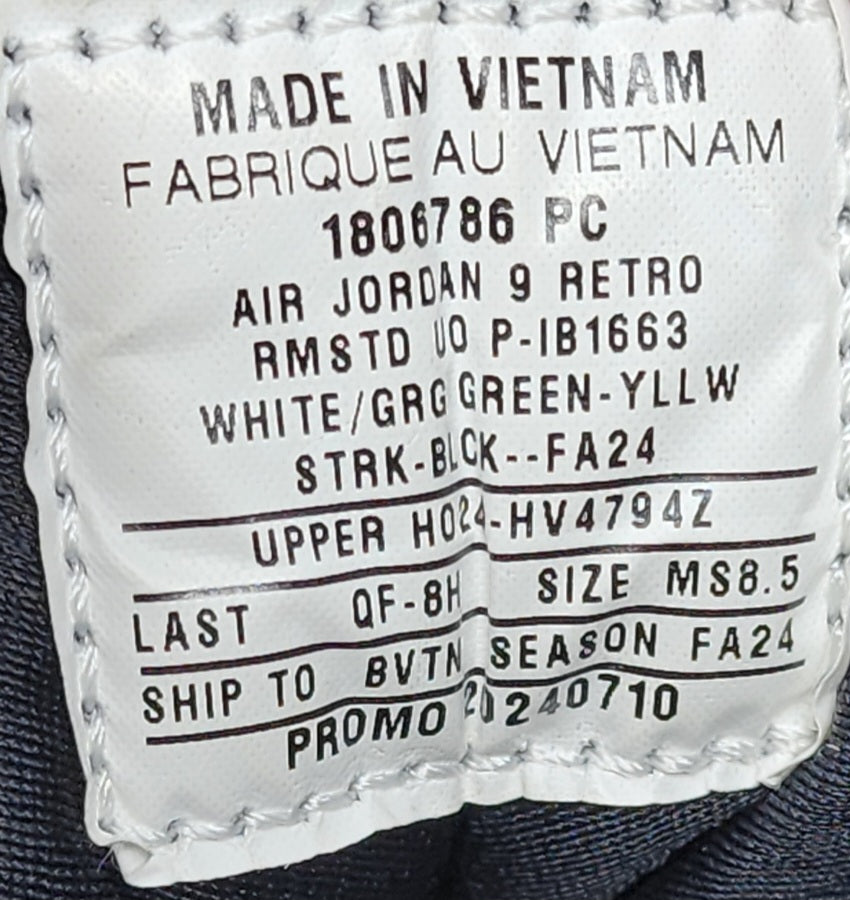 MADE IN VIETNAM
FABRIQUE AU VIETNAM
1806786 PC
AIR JORDAN 9 RETRO
RMSTD UO P-IB1663
WHITE/GRG GREEN-YLLW
STRK-BLCK--FA24
UPPER HO24-HV4794Z
LAST QF-8H SIZE MS8.5
SHIP TO BVTN SEASON FA24
PROMO 20240710